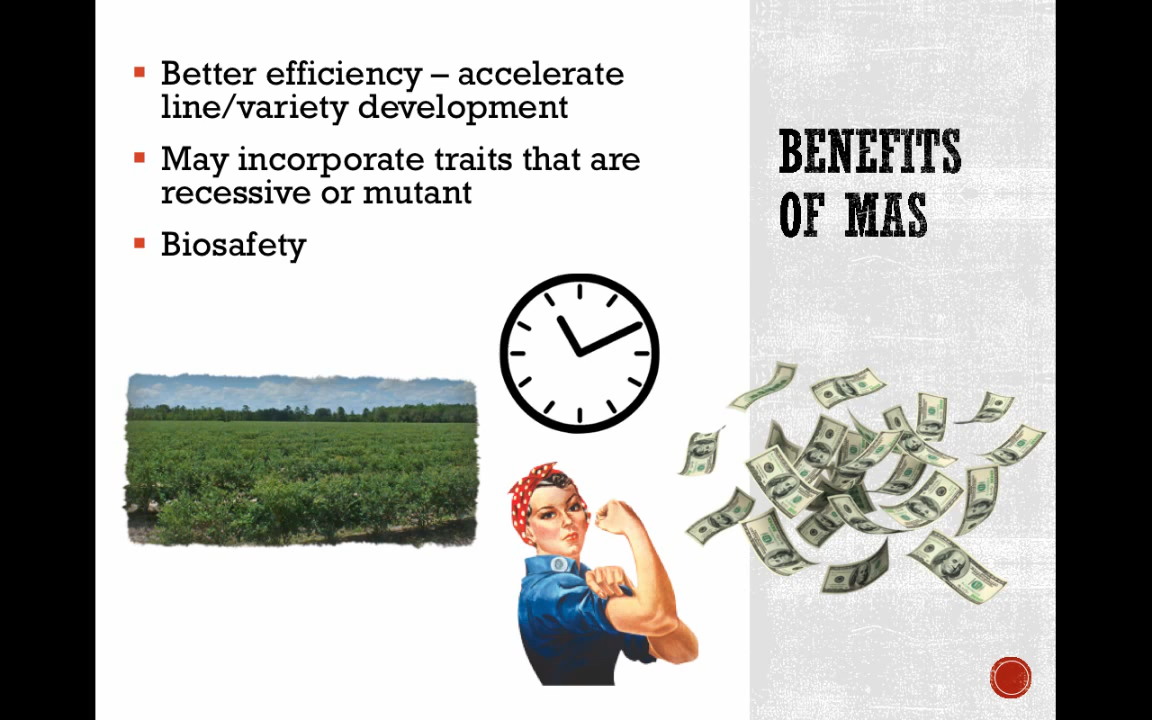 Better efficiency – accelerate
line/variety development
May incorporate traits that are
recessive or mutant
Biosafety
BENEFITS
OF MAS